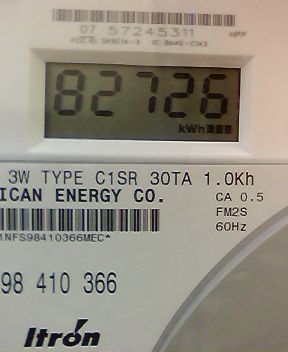 07 57245311 HPP
82726
kWh
3W TYPE C1SR 30TA 1.0Kh
ICAN ENERGY CO. CA 0.5
FM2S
60Hz
1NFS98410366MEC*
98 410 366
Itron